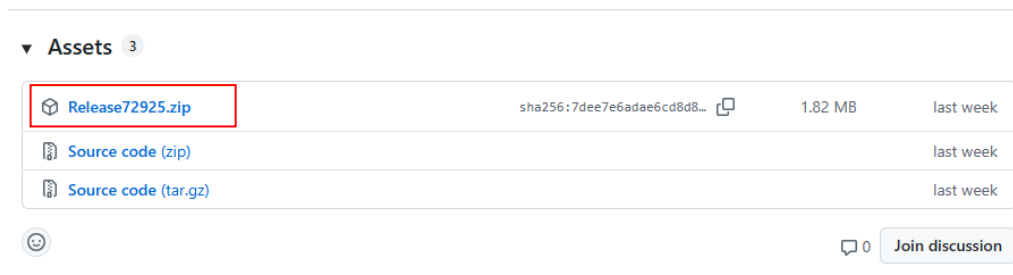 Assets 3
Release72925.zip sha256:7dee7e6adae6cd8d8… 1.82 MB last week
Source code (zip) last week
Source code (tar.gz) last week
0 Join discussion